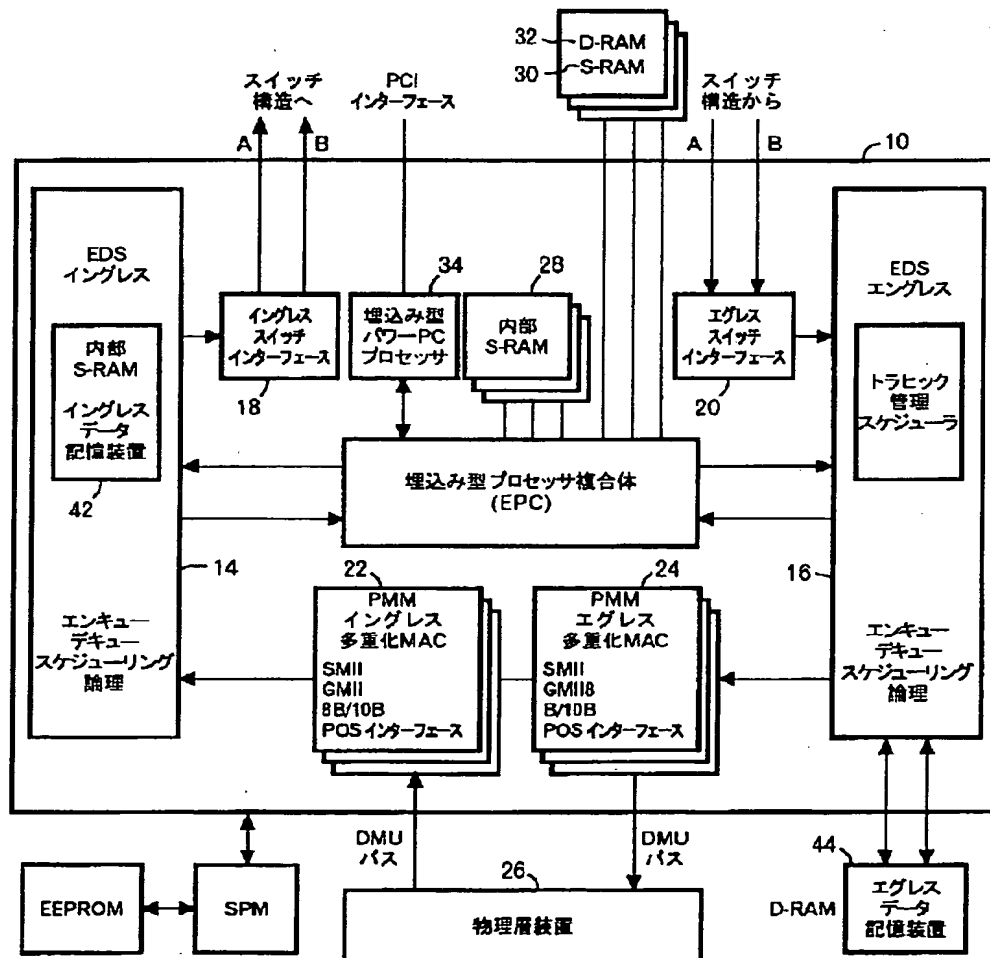 32
D-RAM
30
S-RAM
スイッチ
構造へ
PCI
インターフェース
スイッチ
構造から
A
B
A
B
10
EDS
イングレス
内部
S-RAM
イングレス
データ
記憶装置
42
14
エンキュー
デキュー
スケジューリング
論理
イングレス
スイッチ
インターフェース
18
34
埋込み型
パワーPC
プロセッサ
28
内部
S-RAM
エグレス
スイッチ
インターフェース
20
EDS
エングレス
トラヒック
管理
スケジューラ
16
エンキュー
デキュー
スケジューリング
論理
埋込み型プロセッサ複合体
(EPC)
22
PMM
イングレス
多重化MAC
SMII
GMII
8B/10B
POSインターフェース
24
PMM
エグレス
多重化MAC
SMII
GMII8
B/10B
POSインターフェース
EEPROM
SPM
DMU
バス
DMU
バス
26
物理層装置
44
D-RAM
エグレス
データ
記憶装置